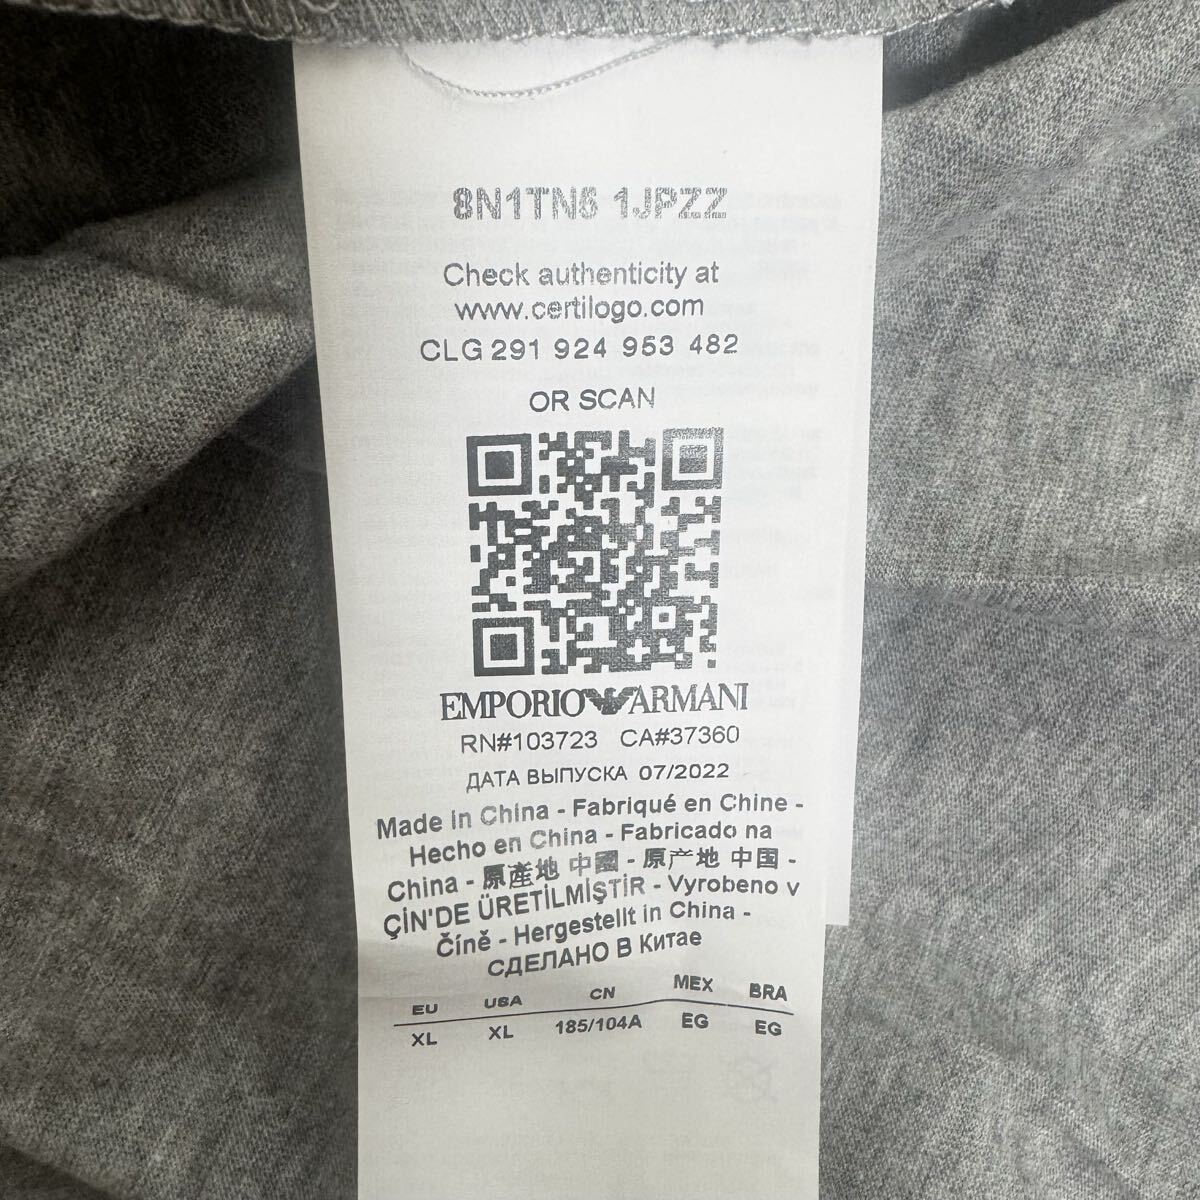 8N1TN5 1JPZZ
Check authenticity at
www.certilogo.com
CLG 291 924 953 482
OR SCAN
EMPORIO ARMANI
RN#103723 CA#37360
ДАТА ВЫПУСКА 07/2022
Made in China - Fabriqué en Chine -
Hecho en China - Fabricado na
China - 原產地 中國 - 原产地 中国 -
ÇİN'DE ÜRETİLMİŞTİR - Vyrobeno v
Číně - Hergestellt in China -
СДЕЛАНО В Китае
EU USA CN MEX BRA
XL XL 185/104A EG EG